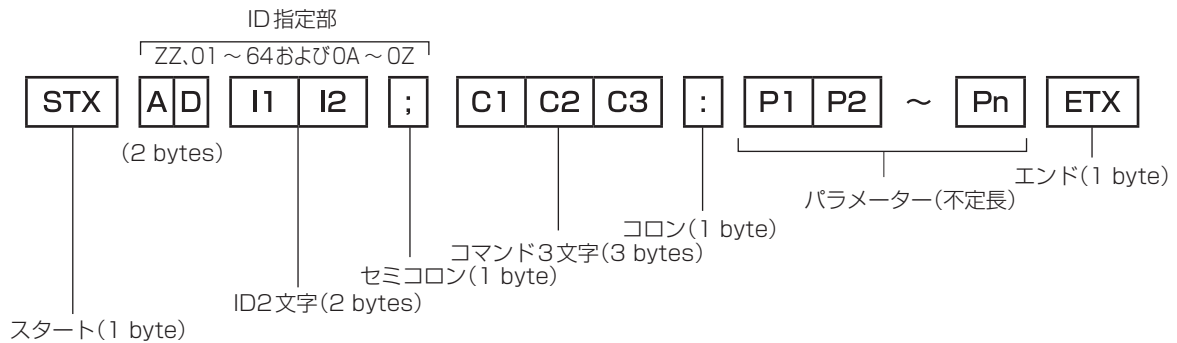 ID指定部
ZZ、01～64および0A～0Z
STX A D I1 I2 ; C1 C2 C3 : P1 P2 ～ Pn ETX
(2 bytes)
エンド(1 byte)
パラメーター(不定長)
コロン(1 byte)
コマンド3文字(3 bytes)
セミコロン(1 byte)
ID2文字(2 bytes)
スタート(1 byte)